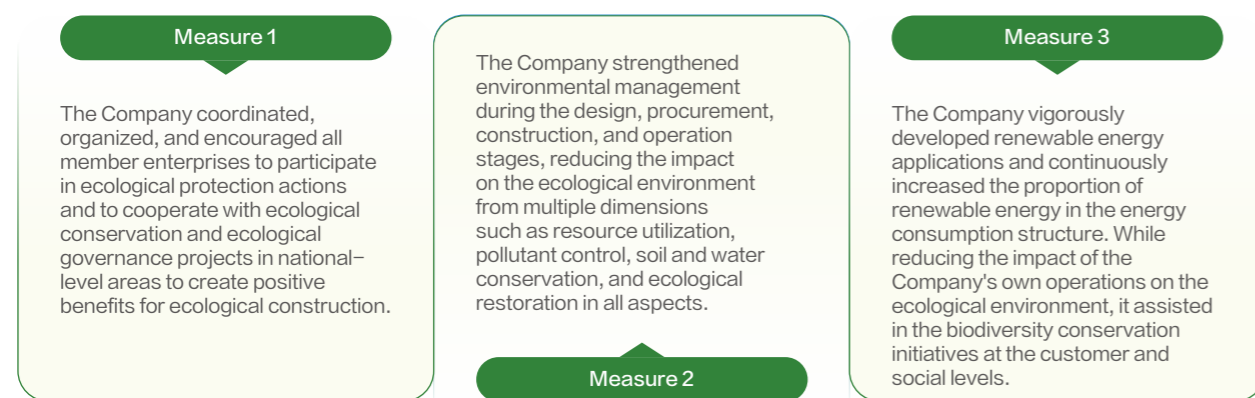 Measure 1
The Company coordinated,
organized, and encouraged all
member enterprises to participate
in ecological protection actions
and to cooperate with ecological
conservation and ecological
governance projects in national-
level areas to create positive
benefits for ecological construction.
The Company strengthened
environmental management
during the design, procurement,
construction, and operation
stages, reducing the impact
on the ecological environment
from multiple dimensions
such as resource utilization,
pollutant control, soil and water
conservation, and ecological
restoration in all aspects.
Measure 2
Measure 3
The Company vigorously
developed renewable energy
applications and continuously
increased the proportion of
renewable energy in the energy
consumption structure. While
reducing the impact of the
Company's own operations on the
ecological environment, it assisted
in the biodiversity conservation
initiatives at the customer and
social levels.